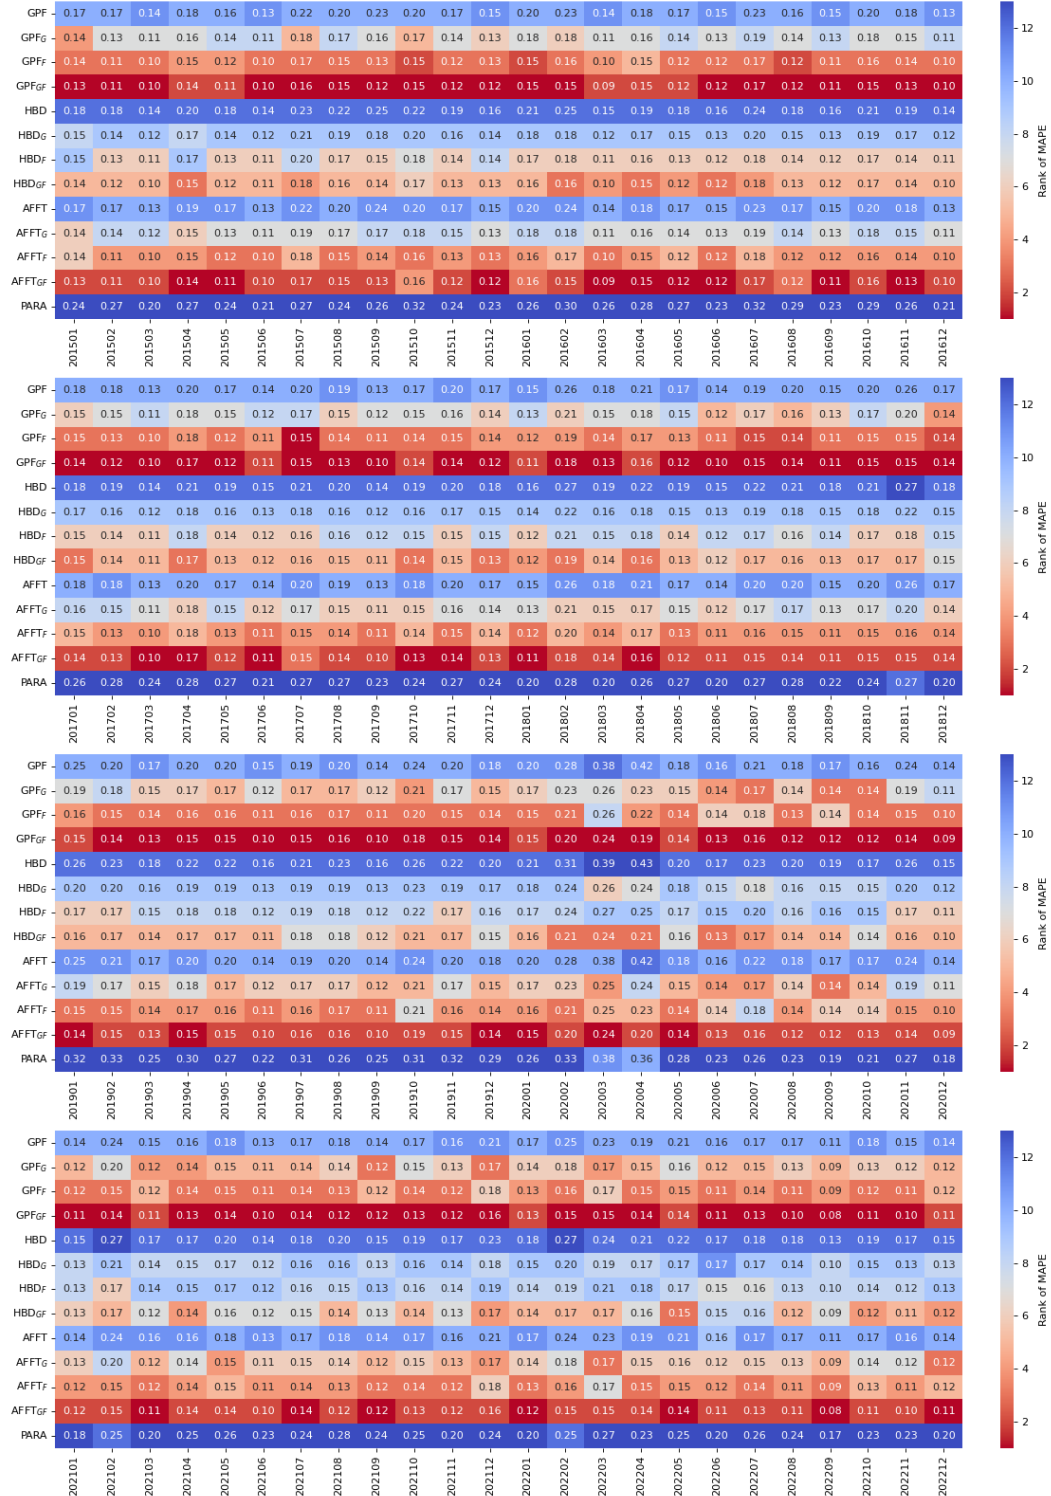 GPF 0.17 0.17 0.14 0.18 0.16 0.13 0.22 0.20 0.23 0.20 0.17 0.15 0.20 0.23 0.14 0.18 0.17 0.15 0.23 0.16 0.15 0.20 0.18 0.13
GPF_G 0.14 0.13 0.11 0.16 0.14 0.11 0.18 0.17 0.16 0.17 0.14 0.13 0.18 0.18 0.11 0.16 0.14 0.13 0.19 0.14 0.13 0.18 0.15 0.11
GPF_F 0.14 0.11 0.10 0.15 0.12 0.10 0.17 0.15 0.13 0.15 0.12 0.13 0.15 0.16 0.10 0.15 0.12 0.12 0.17 0.12 0.11 0.16 0.14 0.10
GPF_GF 0.13 0.11 0.10 0.14 0.11 0.10 0.16 0.15 0.12 0.15 0.12 0.12 0.15 0.15 0.09 0.15 0.12 0.12 0.17 0.12 0.11 0.15 0.13 0.10
HBD 0.18 0.18 0.14 0.20 0.18 0.14 0.23 0.22 0.25 0.22 0.19 0.16 0.21 0.25 0.15 0.19 0.18 0.16 0.24 0.18 0.16 0.21 0.19 0.14
HBD_G 0.15 0.14 0.12 0.17 0.14 0.12 0.21 0.19 0.18 0.20 0.16 0.14 0.18 0.18 0.12 0.17 0.15 0.13 0.20 0.15 0.13 0.19 0.17 0.12
HBD_F 0.15 0.13 0.11 0.17 0.13 0.11 0.20 0.17 0.15 0.18 0.14 0.14 0.17 0.18 0.11 0.16 0.13 0.12 0.18 0.14 0.12 0.17 0.14 0.11
HBD_GF 0.14 0.12 0.10 0.15 0.12 0.11 0.18 0.16 0.14 0.17 0.13 0.13 0.16 0.16 0.10 0.15 0.12 0.12 0.18 0.13 0.12 0.17 0.14 0.10
AFFT 0.17 0.17 0.13 0.19 0.17 0.13 0.22 0.20 0.24 0.20 0.17 0.15 0.20 0.24 0.14 0.18 0.17 0.15 0.23 0.17 0.15 0.20 0.18 0.13
AFFT_G 0.14 0.14 0.12 0.15 0.13 0.11 0.19 0.17 0.17 0.18 0.15 0.13 0.18 0.18 0.11 0.16 0.14 0.13 0.19 0.14 0.13 0.18 0.15 0.11
AFFT_F 0.14 0.11 0.10 0.15 0.12 0.10 0.18 0.15 0.14 0.16 0.13 0.13 0.16 0.17 0.10 0.15 0.12 0.12 0.18 0.12 0.12 0.16 0.14 0.10
AFFT_GF 0.13 0.11 0.10 0.14 0.11 0.10 0.17 0.15 0.13 0.16 0.12 0.12 0.16 0.15 0.09 0.15 0.12 0.12 0.17 0.12 0.11 0.16 0.13 0.10
PARA 0.24 0.27 0.20 0.27 0.24 0.21 0.27 0.24 0.26 0.32 0.24 0.23 0.26 0.30 0.26 0.28 0.27 0.23 0.32 0.29 0.23 0.29 0.26 0.21
201501 201502 201503 201504 201505 201506 201507 201508 201509 201510 201511 201512 201601 201602 201603 201604 201605 201606 201607 201608 201609 201610 201611 201612
12
10
8
6
4
2
Rank of MAPE
GPF 0.18 0.18 0.13 0.20 0.17 0.14 0.20 0.19 0.13 0.17 0.20 0.17 0.15 0.26 0.18 0.21 0.17 0.14 0.19 0.20 0.15 0.20 0.26 0.17
GPF_G 0.15 0.15 0.11 0.18 0.15 0.12 0.17 0.15 0.12 0.15 0.16 0.14 0.13 0.21 0.15 0.18 0.15 0.12 0.17 0.16 0.13 0.17 0.20 0.14
GPF_F 0.15 0.13 0.10 0.18 0.12 0.11 0.15 0.14 0.11 0.14 0.15 0.14 0.12 0.19 0.14 0.17 0.13 0.11 0.15 0.14 0.11 0.15 0.15 0.14
GPF_GF 0.14 0.12 0.10 0.17 0.12 0.11 0.15 0.13 0.10 0.14 0.14 0.12 0.11 0.18 0.13 0.16 0.12 0.10 0.15 0.14 0.11 0.15 0.15 0.14
HBD 0.18 0.19 0.14 0.21 0.19 0.15 0.21 0.20 0.14 0.19 0.20 0.18 0.16 0.27 0.19 0.22 0.19 0.15 0.22 0.21 0.18 0.21 0.27 0.18
HBD_G 0.17 0.16 0.12 0.18 0.16 0.13 0.18 0.16 0.12 0.16 0.17 0.15 0.14 0.22 0.16 0.18 0.15 0.13 0.19 0.18 0.15 0.18 0.22 0.15
HBD_F 0.15 0.14 0.11 0.18 0.14 0.12 0.16 0.16 0.12 0.15 0.15 0.15 0.12 0.21 0.15 0.18 0.14 0.12 0.17 0.16 0.14 0.17 0.18 0.15
HBD_GF 0.15 0.14 0.11 0.17 0.13 0.12 0.16 0.15 0.11 0.14 0.15 0.13 0.12 0.19 0.14 0.16 0.13 0.12 0.17 0.16 0.13 0.17 0.17 0.15
AFFT 0.18 0.18 0.13 0.20 0.17 0.14 0.20 0.19 0.13 0.18 0.20 0.17 0.15 0.26 0.18 0.21 0.17 0.14 0.20 0.20 0.15 0.20 0.26 0.17
AFFT_G 0.16 0.15 0.11 0.18 0.15 0.12 0.17 0.15 0.11 0.15 0.16 0.14 0.13 0.21 0.15 0.17 0.15 0.12 0.17 0.17 0.13 0.17 0.20 0.14
AFFT_F 0.15 0.13 0.10 0.18 0.13 0.11 0.15 0.14 0.11 0.14 0.15 0.14 0.12 0.20 0.14 0.17 0.13 0.11 0.16 0.15 0.11 0.15 0.16 0.14
AFFT_GF 0.14 0.13 0.10 0.17 0.12 0.11 0.15 0.14 0.10 0.13 0.14 0.13 0.11 0.18 0.14 0.16 0.12 0.11 0.15 0.14 0.11 0.15 0.15 0.14
PARA 0.26 0.28 0.24 0.28 0.27 0.21 0.27 0.27 0.23 0.24 0.27 0.24 0.20 0.28 0.20 0.26 0.27 0.20 0.27 0.28 0.22 0.24 0.27 0.20
201701 201702 201703 201704 201705 201706 201707 201708 201709 201710 201711 201712 201801 201802 201803 201804 201805 201806 201807 201808 201809 201810 201811 201812
12
10
8
6
4
2
Rank of MAPE
GPF 0.25 0.20 0.17 0.20 0.20 0.15 0.19 0.20 0.14 0.24 0.20 0.18 0.20 0.28 0.38 0.42 0.18 0.16 0.21 0.18 0.17 0.16 0.24 0.14
GPF_G 0.19 0.18 0.15 0.17 0.17 0.12 0.17 0.17 0.12 0.21 0.17 0.15 0.17 0.23 0.26 0.23 0.15 0.14 0.17 0.14 0.14 0.14 0.19 0.11
GPF_F 0.16 0.15 0.14 0.16 0.16 0.11 0.16 0.17 0.11 0.20 0.15 0.14 0.15 0.21 0.26 0.22 0.14 0.14 0.18 0.13 0.14 0.14 0.15 0.10
GPF_GF 0.15 0.14 0.13 0.15 0.15 0.10 0.15 0.16 0.10 0.18 0.15 0.14 0.15 0.20 0.24 0.19 0.14 0.13 0.16 0.12 0.12 0.12 0.14 0.09
HBD 0.26 0.23 0.18 0.22 0.22 0.16 0.21 0.23 0.16 0.26 0.22 0.20 0.21 0.31 0.39 0.43 0.20 0.17 0.23 0.20 0.19 0.17 0.26 0.15
HBD_G 0.20 0.20 0.16 0.19 0.19 0.13 0.19 0.19 0.13 0.23 0.19 0.17 0.18 0.24 0.26 0.24 0.18 0.15 0.18 0.16 0.15 0.15 0.20 0.12
HBD_F 0.17 0.17 0.15 0.18 0.18 0.12 0.19 0.18 0.12 0.22 0.17 0.16 0.17 0.24 0.27 0.25 0.17 0.15 0.20 0.16 0.16 0.15 0.17 0.11
HBD_GF 0.16 0.17 0.14 0.17 0.17 0.11 0.18 0.18 0.12 0.21 0.17 0.15 0.16 0.21 0.24 0.21 0.16 0.13 0.17 0.14 0.14 0.14 0.16 0.10
AFFT 0.25 0.21 0.17 0.20 0.20 0.14 0.19 0.20 0.14 0.24 0.20 0.18 0.20 0.28 0.38 0.42 0.18 0.16 0.22 0.18 0.17 0.17 0.24 0.14
AFFT_G 0.19 0.17 0.15 0.18 0.17 0.12 0.17 0.17 0.12 0.21 0.17 0.15 0.17 0.23 0.25 0.24 0.15 0.14 0.17 0.14 0.14 0.14 0.19 0.11
AFFT_F 0.15 0.15 0.14 0.17 0.16 0.11 0.16 0.17 0.11 0.21 0.16 0.14 0.16 0.21 0.25 0.23 0.14 0.14 0.18 0.14 0.14 0.14 0.15 0.10
AFFT_GF 0.14 0.15 0.13 0.15 0.15 0.10 0.16 0.16 0.10 0.19 0.15 0.14 0.15 0.20 0.24 0.20 0.14 0.13 0.16 0.12 0.12 0.13 0.14 0.09
PARA 0.32 0.33 0.25 0.30 0.27 0.22 0.31 0.26 0.25 0.31 0.32 0.29 0.26 0.33 0.38 0.36 0.28 0.23 0.26 0.23 0.19 0.21 0.27 0.18
201901 201902 201903 201904 201905 201906 201907 201908 201909 201910 201911 201912 202001 202002 202003 202004 202005 202006 202007 202008 202009 202010 202011 202012
12
10
8
6
4
2
Rank of MAPE
GPF 0.14 0.24 0.15 0.16 0.18 0.13 0.17 0.18 0.14 0.17 0.16 0.21 0.17 0.25 0.23 0.19 0.21 0.16 0.17 0.17 0.11 0.18 0.15 0.14
GPF_G 0.12 0.20 0.12 0.14 0.15 0.11 0.14 0.14 0.12 0.15 0.13 0.17 0.14 0.18 0.17 0.15 0.16 0.12 0.15 0.13 0.09 0.13 0.12 0.12
GPF_F 0.12 0.15 0.12 0.14 0.15 0.11 0.14 0.13 0.12 0.14 0.12 0.18 0.13 0.16 0.17 0.15 0.15 0.11 0.14 0.11 0.09 0.12 0.11 0.12
GPF_GF 0.11 0.14 0.11 0.13 0.14 0.10 0.14 0.12 0.12 0.13 0.12 0.16 0.13 0.15 0.15 0.14 0.14 0.11 0.13 0.10 0.08 0.11 0.10 0.11
HBD 0.15 0.27 0.17 0.17 0.20 0.14 0.18 0.20 0.15 0.19 0.17 0.23 0.18 0.27 0.24 0.21 0.22 0.17 0.18 0.18 0.13 0.19 0.17 0.15
HBD_G 0.13 0.21 0.14 0.15 0.17 0.12 0.16 0.16 0.13 0.16 0.14 0.18 0.15 0.20 0.19 0.17 0.17 0.17 0.17 0.14 0.10 0.15 0.13 0.13
HBD_F 0.13 0.17 0.14 0.15 0.17 0.12 0.16 0.15 0.13 0.16 0.14 0.19 0.14 0.19 0.21 0.18 0.17 0.15 0.16 0.13 0.10 0.14 0.12 0.13
HBD_GF 0.13 0.17 0.12 0.14 0.16 0.12 0.15 0.14 0.13 0.14 0.13 0.17 0.14 0.17 0.17 0.16 0.15 0.15 0.16 0.12 0.09 0.12 0.11 0.12
AFFT 0.14 0.24 0.16 0.16 0.18 0.13 0.17 0.18 0.14 0.17 0.16 0.21 0.17 0.24 0.23 0.19 0.21 0.16 0.17 0.17 0.11 0.17 0.16 0.14
AFFT_G 0.13 0.20 0.12 0.14 0.15 0.11 0.15 0.14 0.12 0.15 0.13 0.17 0.14 0.18 0.17 0.15 0.16 0.12 0.15 0.13 0.09 0.14 0.12 0.12
AFFT_F 0.12 0.15 0.12 0.14 0.15 0.11 0.14 0.13 0.12 0.14 0.12 0.18 0.13 0.16 0.17 0.15 0.15 0.12 0.14 0.11 0.09 0.13 0.11 0.12
AFFT_GF 0.12 0.15 0.11 0.14 0.14 0.10 0.14 0.12 0.12 0.13 0.12 0.16 0.12 0.15 0.15 0.14 0.14 0.11 0.13 0.11 0.08 0.11 0.10 0.11
PARA 0.18 0.25 0.20 0.25 0.26 0.23 0.24 0.28 0.24 0.25 0.20 0.24 0.20 0.25 0.27 0.23 0.25 0.20 0.26 0.24 0.17 0.23 0.23 0.20
202101 202102 202103 202104 202105 202106 202107 202108 202109 202110 202111 202112 202201 202202 202203 202204 202205 202206 202207 202208 202209 202210 202211 202212
12
10
8
6
4
2
Rank of MAPE